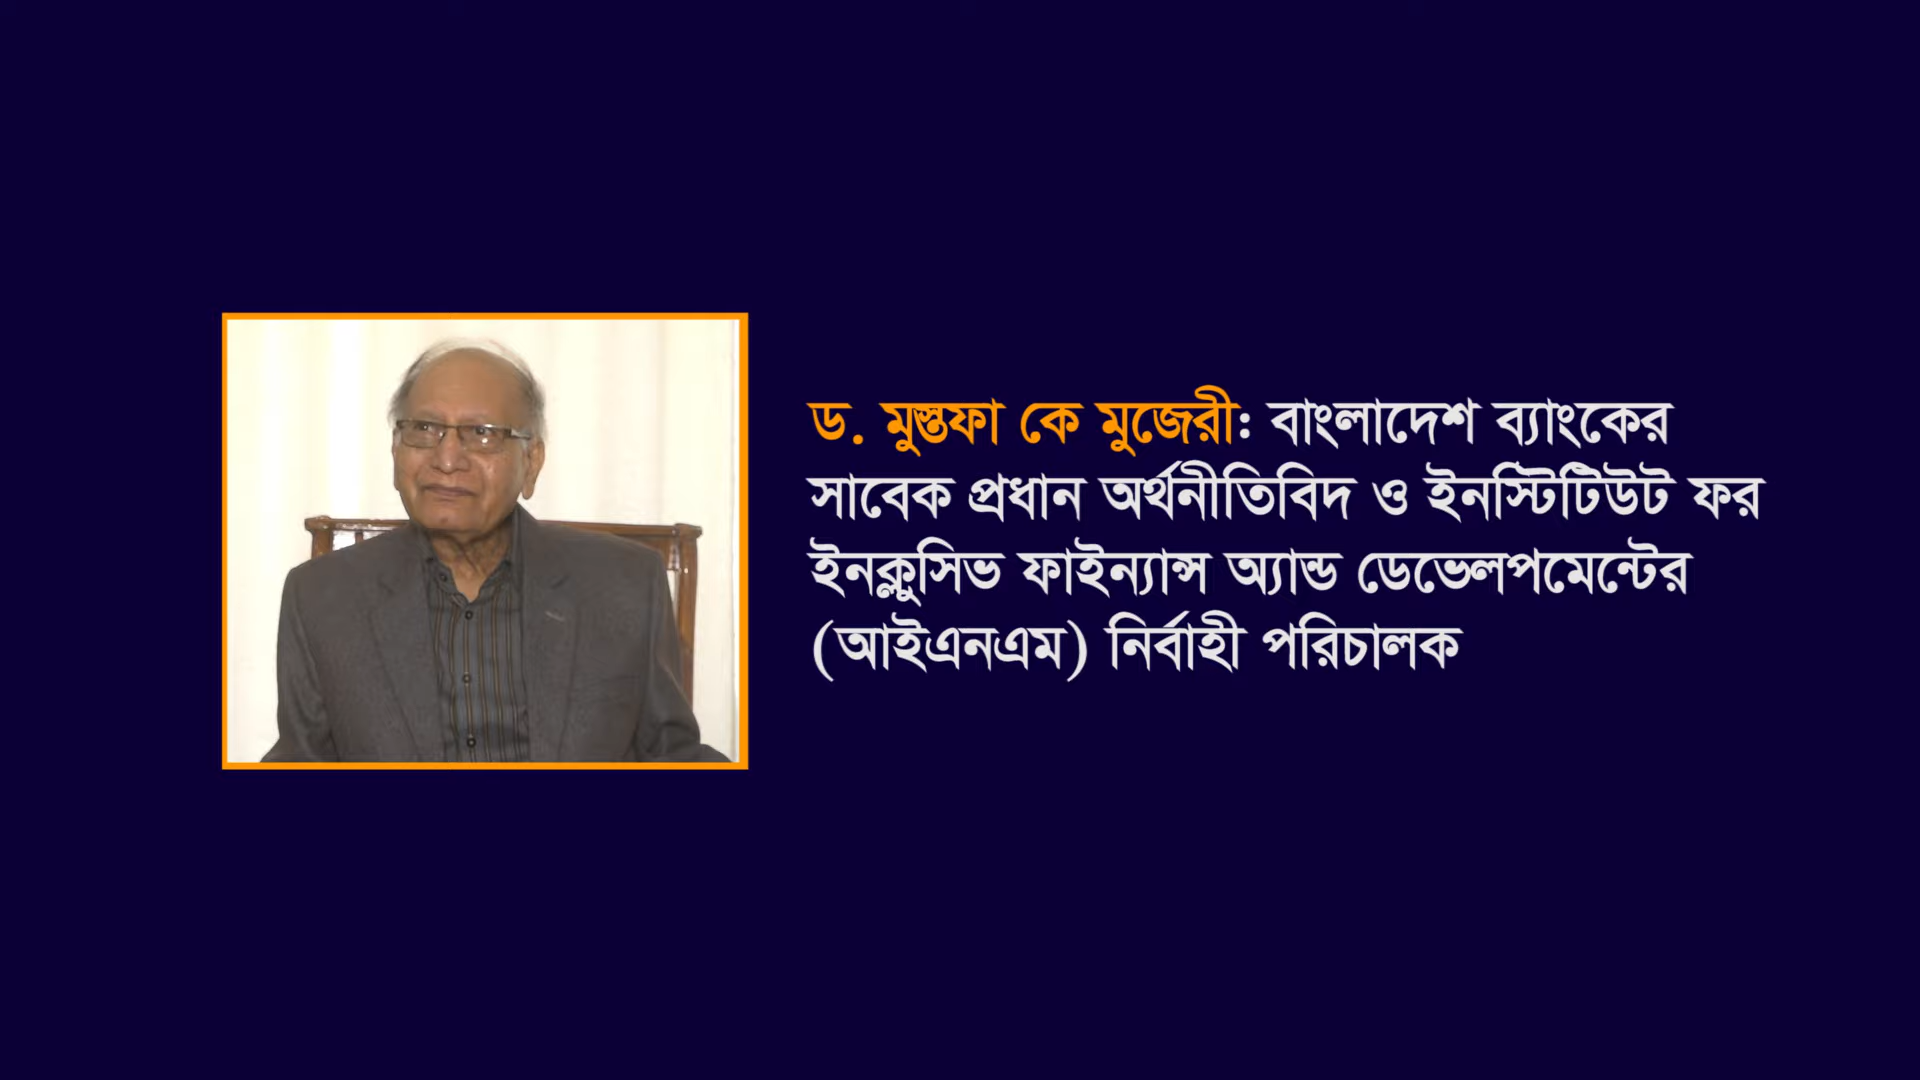 ড. মুস্তফা কে মুজেরী: বাংলাদেশ ব্যাংকের
সাবেক প্রধান অর্থনীতিবিদ ও ইনস্টিটিউট ফর
ইনক্লুসিভ ফাইন্যান্স অ্যান্ড ডেভেলপমেন্টের
(আইএনএম) নির্বাহী পরিচালক